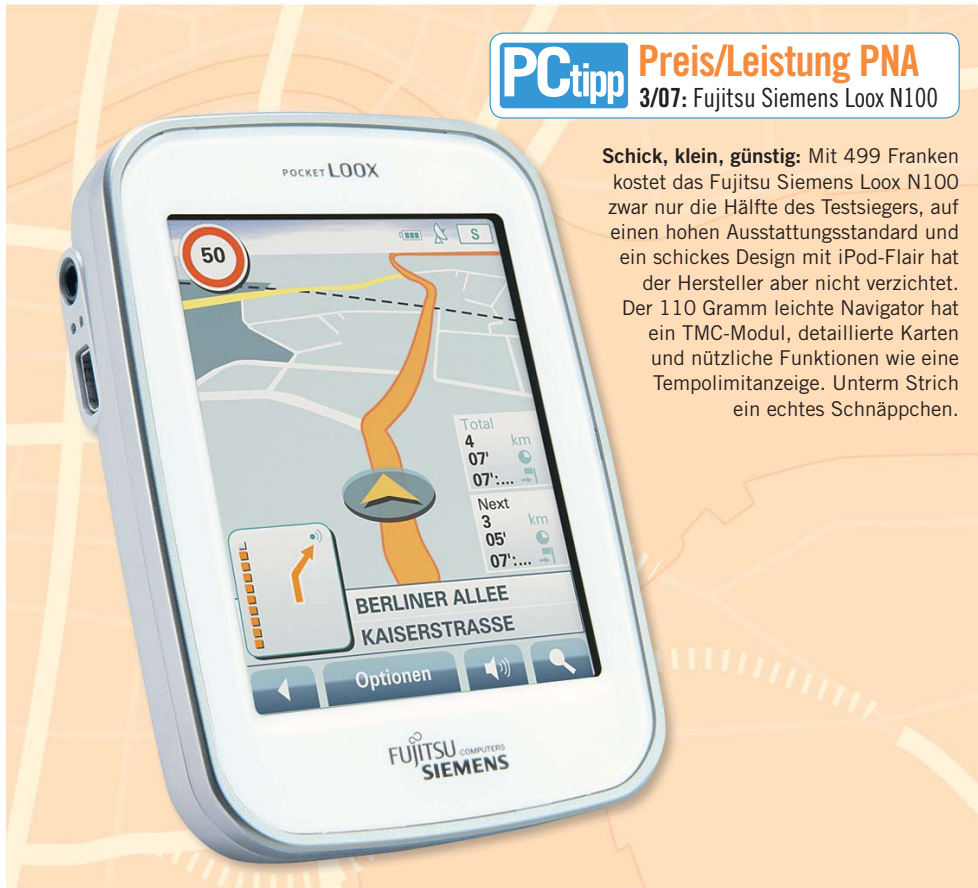 PCtipp Preis/Leistung PNA
3/07: Fujitsu Siemens Loox N100
Schick, klein, günstig: Mit 499 Franken
kostet das Fujitsu Siemens Loox N100
zwar nur die Hälfte des Testsiegers, auf
einen hohen Ausstattungsstandard und
ein schickes Design mit iPod-Flair hat
der Hersteller aber nicht verzichtet.
Der 110 Gramm leichte Navigator hat
ein TMC-Modul, detaillierte Karten
und nützliche Funktionen wie eine
Tempolimitanzeige. Unterm Strich
ein echtes Schnäppchen.
POCKET LOOX
50
S
Total
4 km
07'
07':...
Next
3 km
05'
07':...
BERLINER ALLEE
KAISERSTRASSE
Optionen
FUJITSU COMPUTERS
SIEMENS